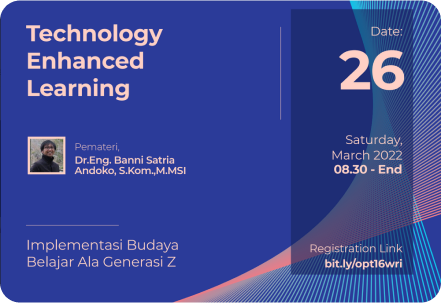 Technology
Enhanced
Learning
Pemateri,
Dr.Eng. Banni Satria
Andoko, S.Kom.,M.MSI
Implementasi Budaya
Belajar Ala Generasi Z
Date:
26
Saturday,
March 2022
08.30 - End
Registration Link
bit.ly/opt16wri